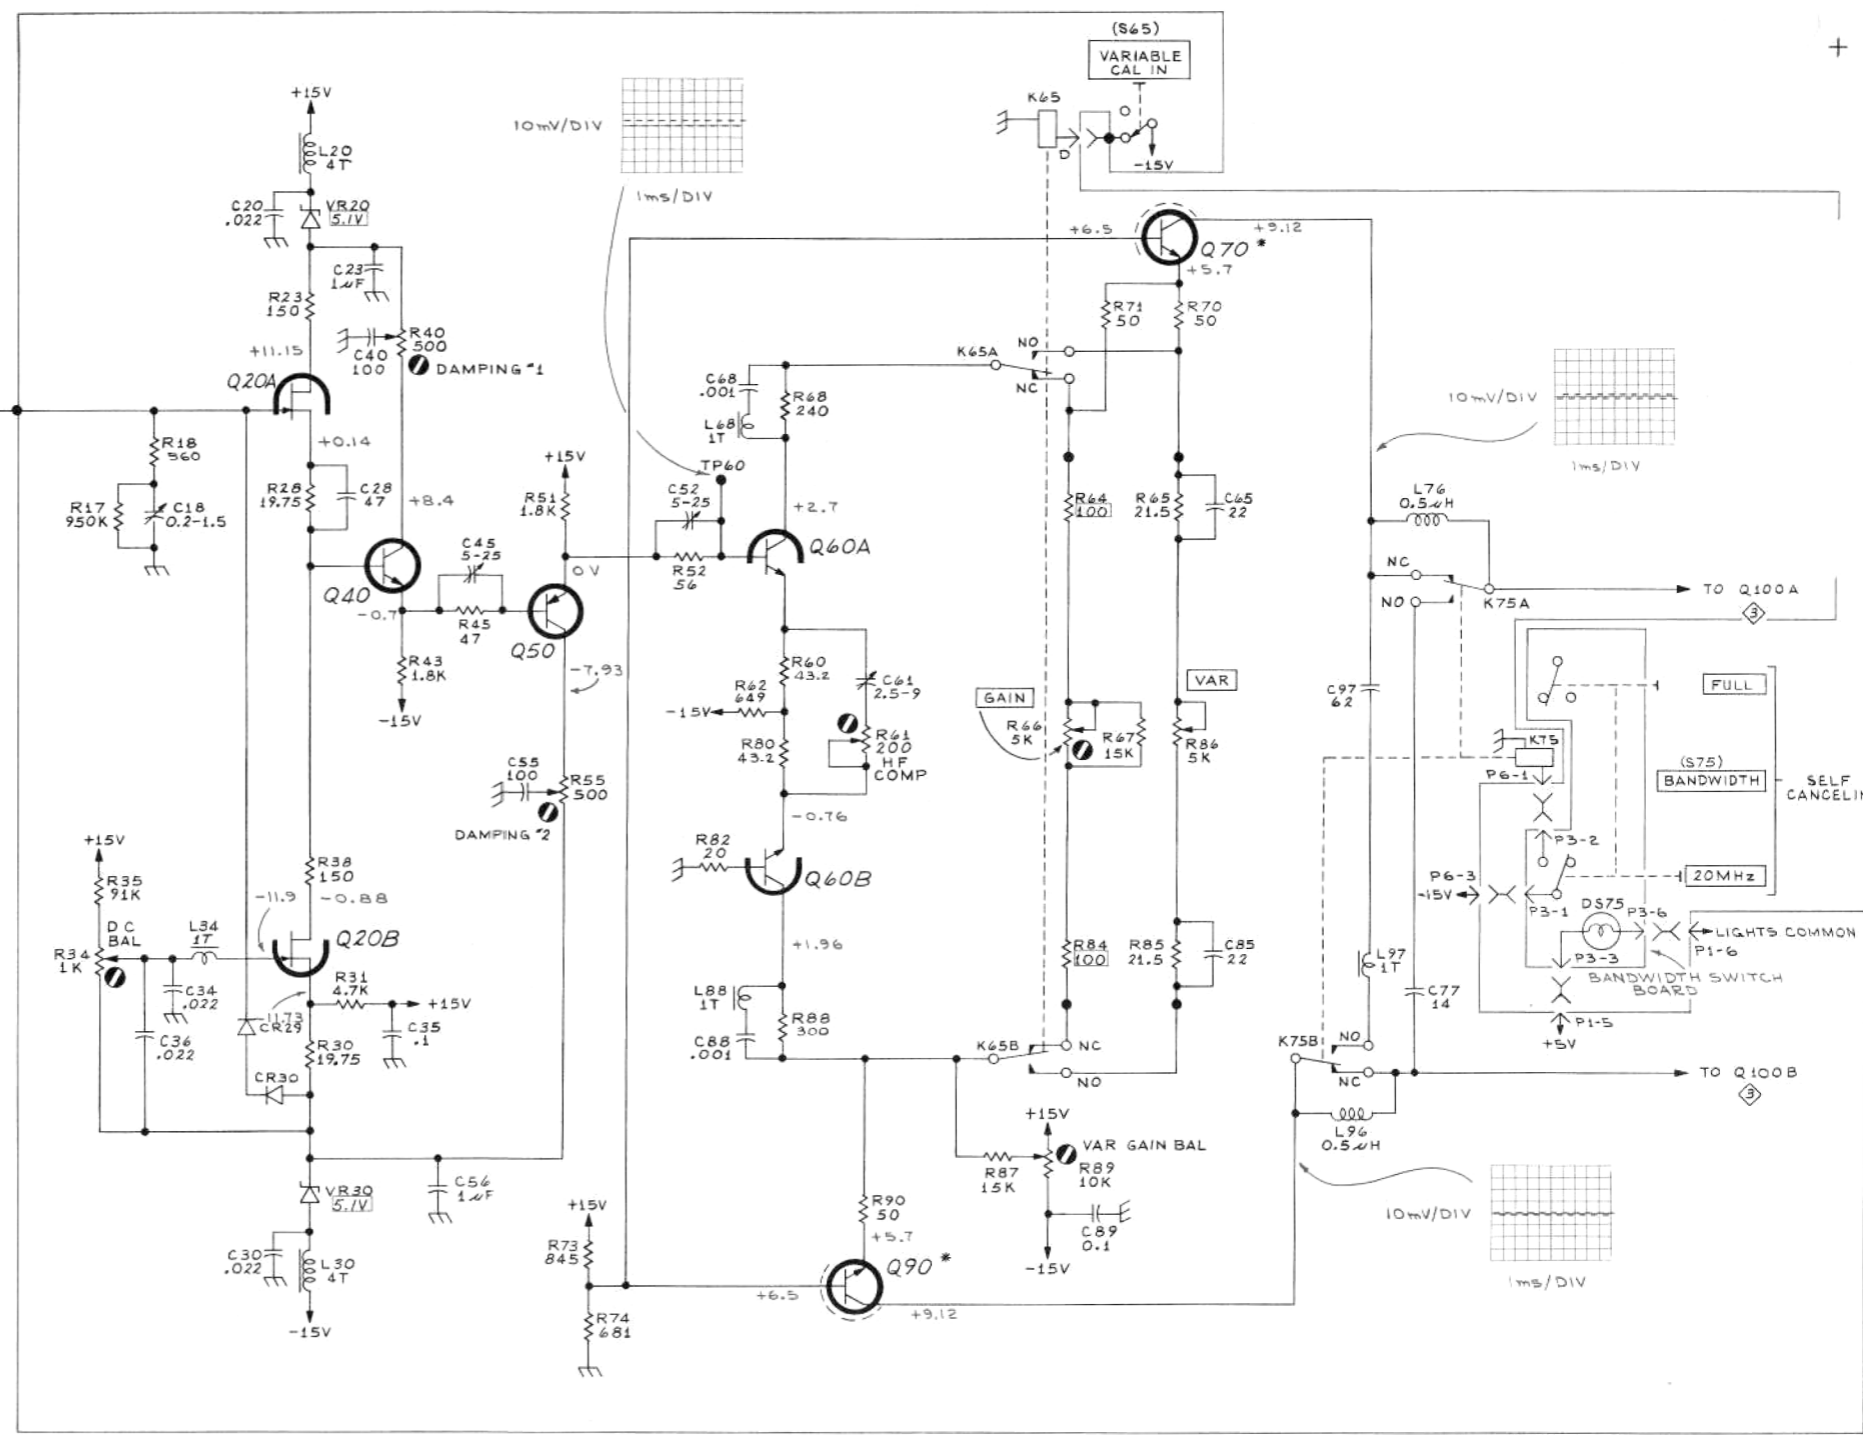 (S65)
VARIABLE
CAL IN
K65
D
-15V
+15V
L20
4T
C20
.022
VR20
5.1V
10mV/DIV
1ms/DIV
C23
1µF
R23
150
+11.15
C40
100
R40
500
DAMPING #1
Q20A
+0.14
R18
R17
950K
C18
0.2-1.5
R28
19.75
C28
47
+8.4
Q40
-0.7
C45
5-25
R45
47
R43
1.8K
-15V
+15V
R51
1.8K
0V
Q50
-7.93
C52
5-25
R52
56
TP60
C68
.001
L68
1T
R68
240
+2.7
Q60A
R60
43.2
R62
649
-15V
R80
43.2
C61
2.5-9
R61
200
HF
COMP
-0.76
R82
20
Q60B
+1.96
L88
1T
C88
.001
R88
300
C55
100
R55
500
DAMPING #2
+15V
R35
91K
DC
BAL
R34
1K
L34
1T
-11.9
R38
150
-0.88
Q20B
C34
.022
C36
.022
R31
4.7K
+15V
C35
.1
-11.73
CR29
R30
19.75
CR30
VR30
5.1V
C56
1µF
C30
.022
L30
4T
-15V
+15V
R73
845
R74
681
+6.5
Q90 *
+5.7
+9.12
R90
50
+6.5
Q70 *
+9.12
+5.7
R71
50
R70
50
K65A
NO
NC
R64
100
R65
21.5
C65
22
GAIN
R66
5K
R67
15K
VAR
R86
5K
R84
100
R85
21.5
C85
22
K65B
NC
NO
+15V
VAR GAIN BAL
R87
15K
R89
10K
C89
0.1
-15V
10mV/DIV
1ms/DIV
L76
0.5µH
NC
NO
K75A
TO Q100A
3
C97
62
L97
1T
C77
14
K75B
NO
NC
TO Q100B
3
L96
0.5µH
10mV/DIV
1ms/DIV
FULL
K75
(S75)
BANDWIDTH
SELF
P6-1
P3-2
20MHz
P6-3
-15V
P3-1
DS75
P3-6
LIGHTS COMMON
P1-6
P3-3
BANDWIDTH SWITCH
BOARD
P1-5
+5V